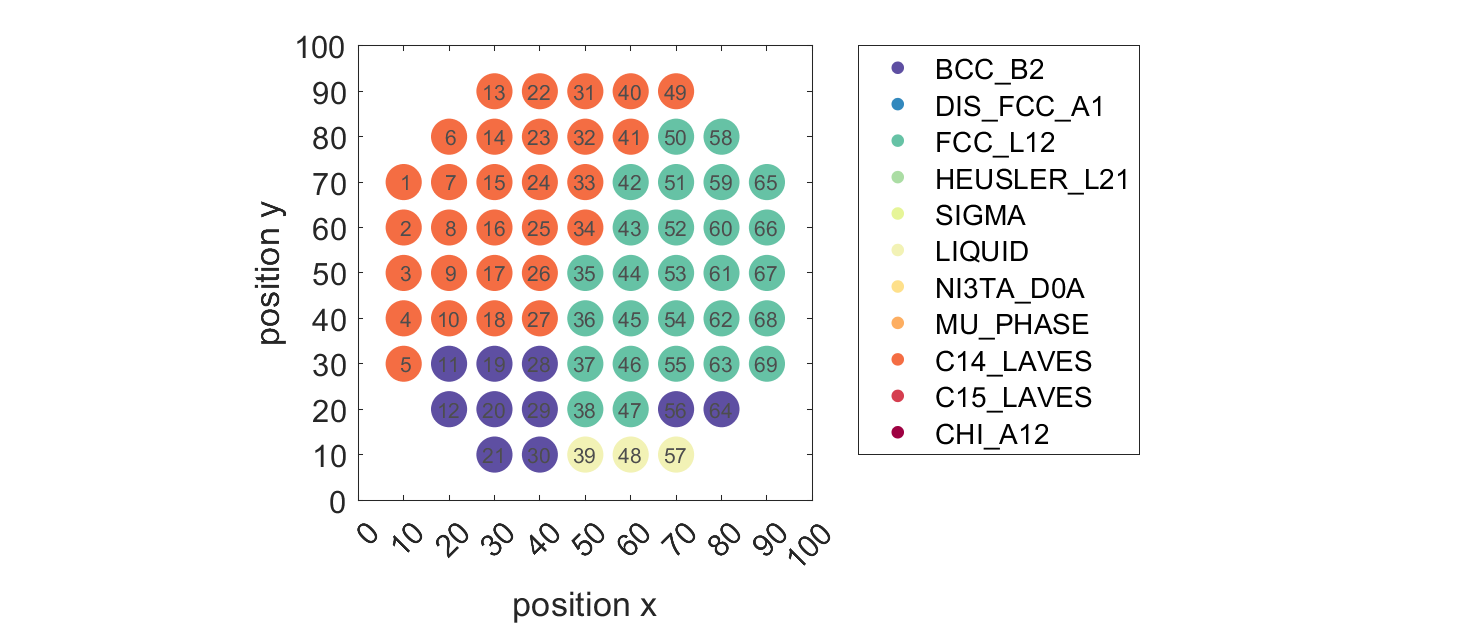 100
90
80
70
60
50
40
30
20
10
0
position y
13 22 31 40 49
6 14 23 32 41 50 58
1 7 15 24 33 42 51 59 65
2 8 16 25 34 43 52 60 66
3 9 17 26 35 44 53 61 67
4 10 18 27 36 45 54 62 68
5 11 19 28 37 46 55 63 69
12 20 29 38 47 56 64
21 30 39 48 57
0 10 20 30 40 50 60 70 80 90 100
position x
BCC_B2
DIS_FCC_A1
FCC_L12
HEUSLER_L21
SIGMA
LIQUID
NI3TA_D0A
MU_PHASE
C14_LAVES
C15_LAVES
CHI_A12